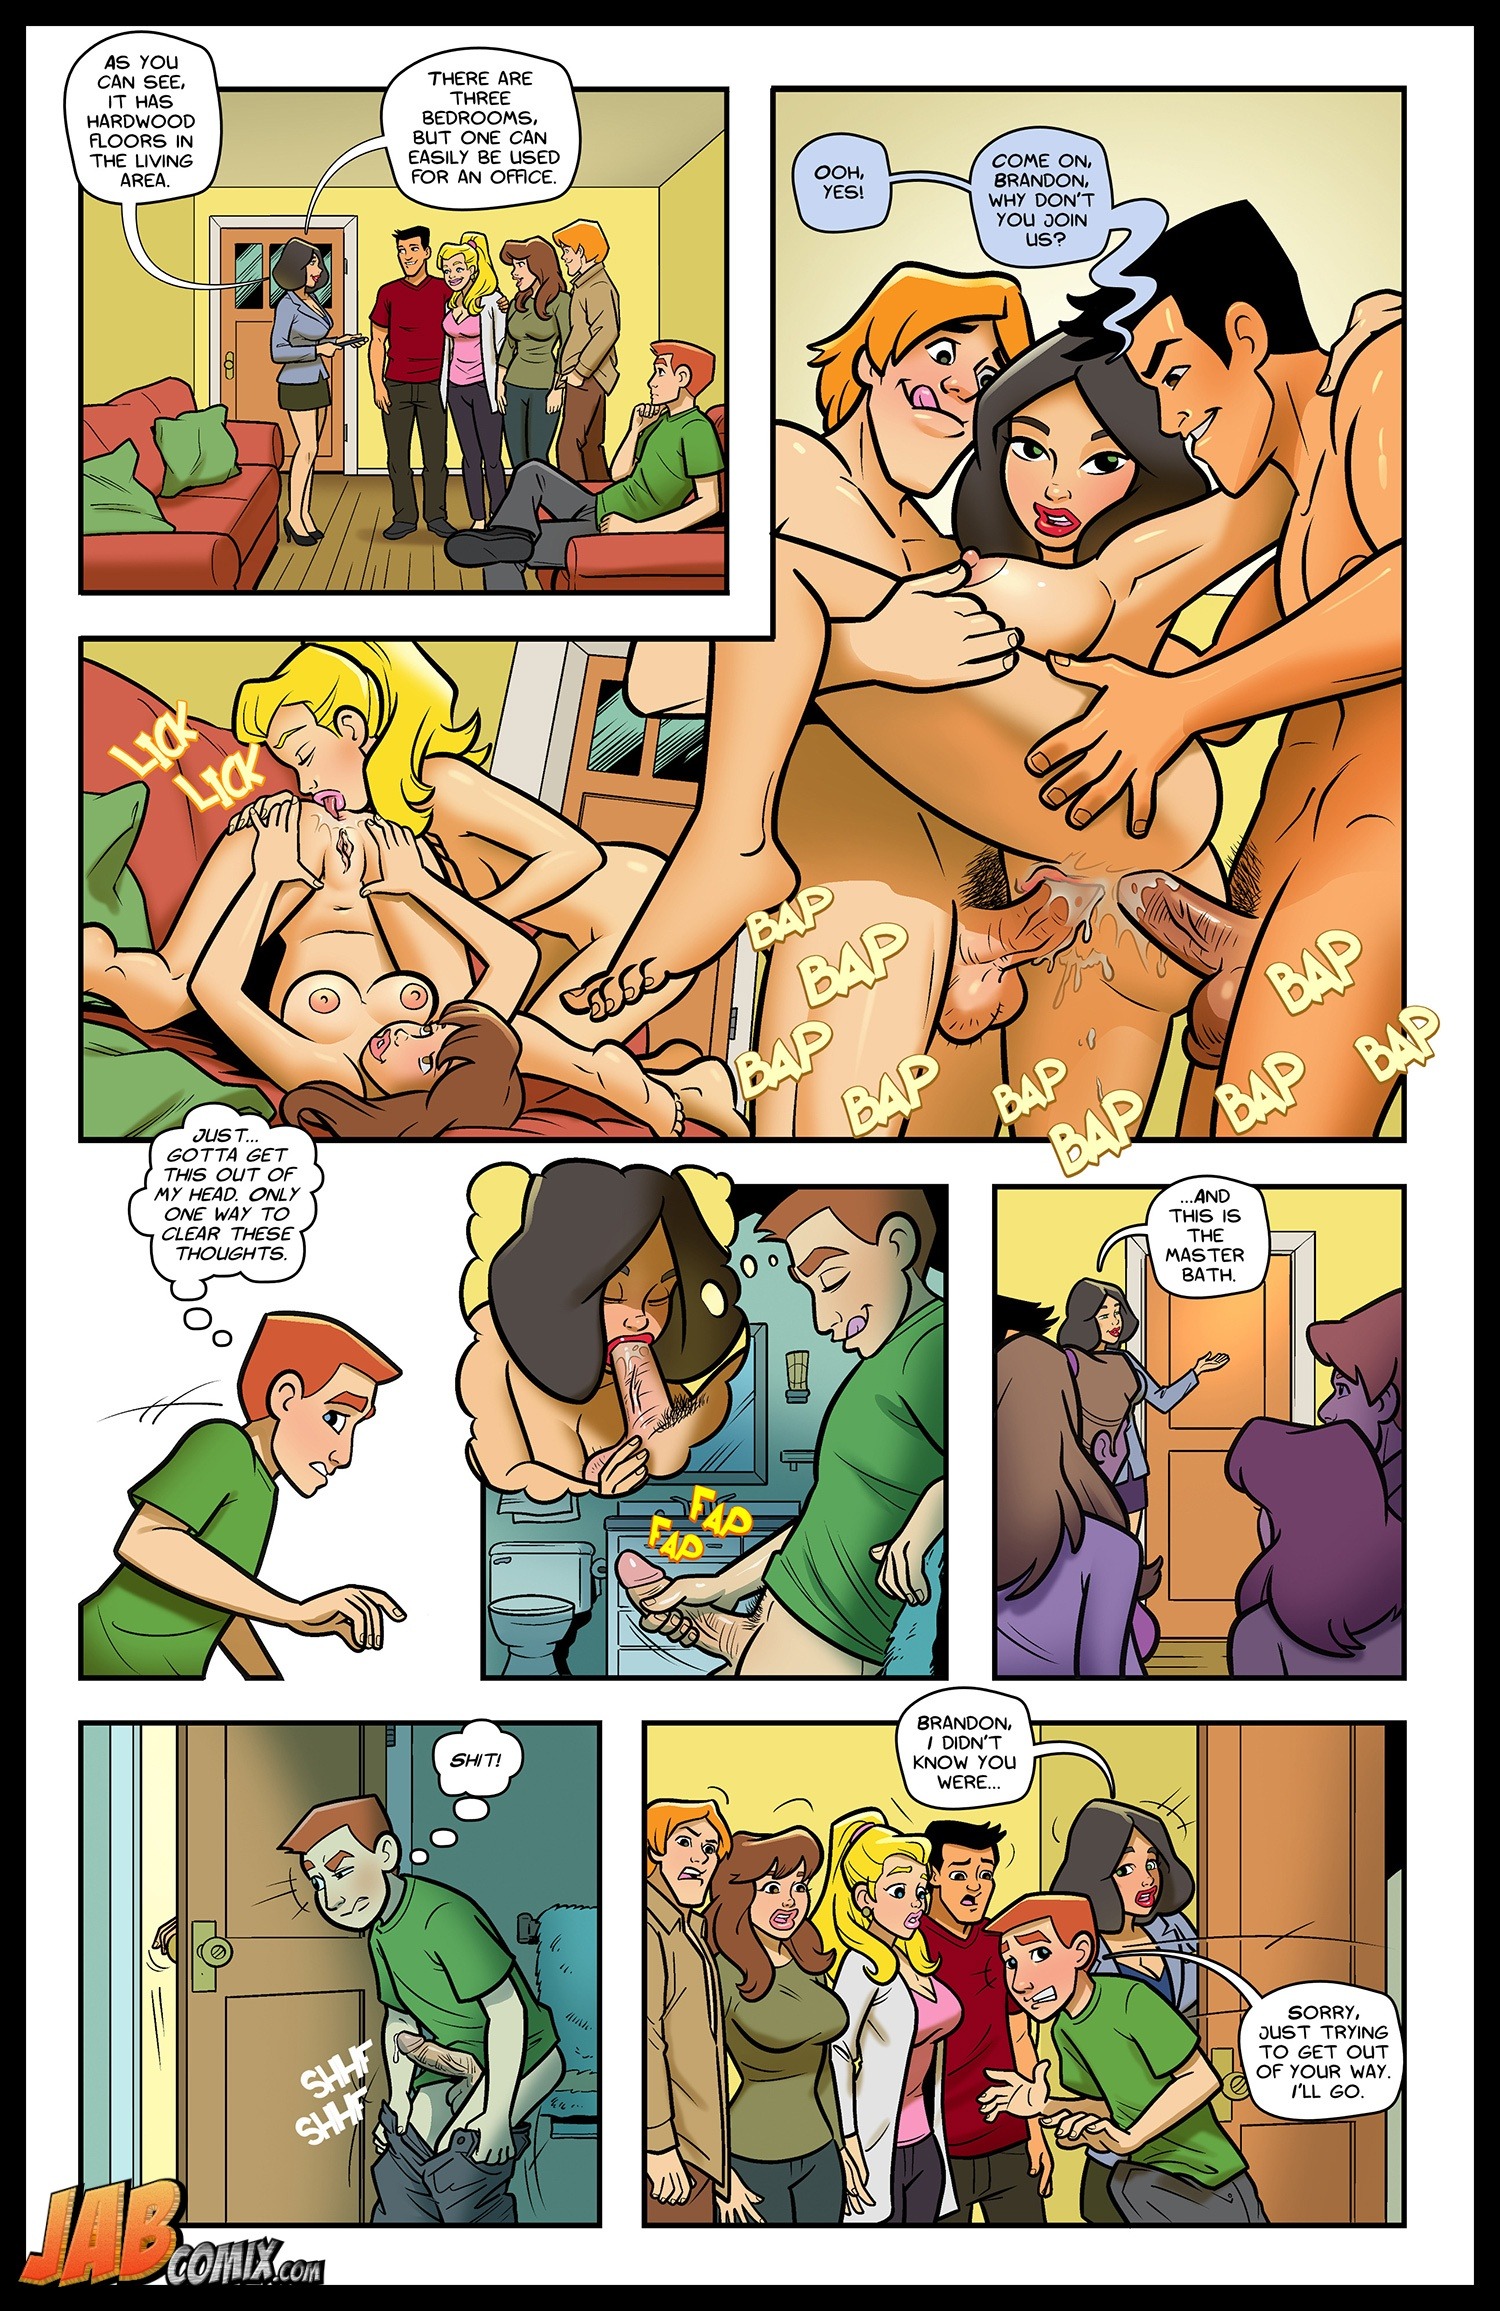 AS YOU
CAN SEE,
IT HAS
HARDWOOD
FLOORS IN
THE LIVING
AREA.
THERE ARE
THREE
BEDROOMS,
BUT ONE CAN
EASILY BE USED
FOR AN OFFICE.
OOH,
YES!
COME ON,
BRANDON,
WHY DON'T
YOU JOIN
US?
LICK
LICK
BAP
BAP
BAP
BAP
BAP
BAP
BAP
BAP
BAP
BAP
JUST...
GOTTA GET
THIS OUT OF
MY HEAD. ONLY
ONE WAY TO
CLEAR THESE
THOUGHTS.
FAP
FAP
...AND
THIS IS
THE
MASTER
BATH.
SHIT!
SHHF
SHHF
BRANDON,
I DIDN'T
KNOW YOU
WERE...
SORRY,
JUST TRYING
TO GET OUT
OF YOUR WAY.
I'LL GO.
JAB
COMIX.COM